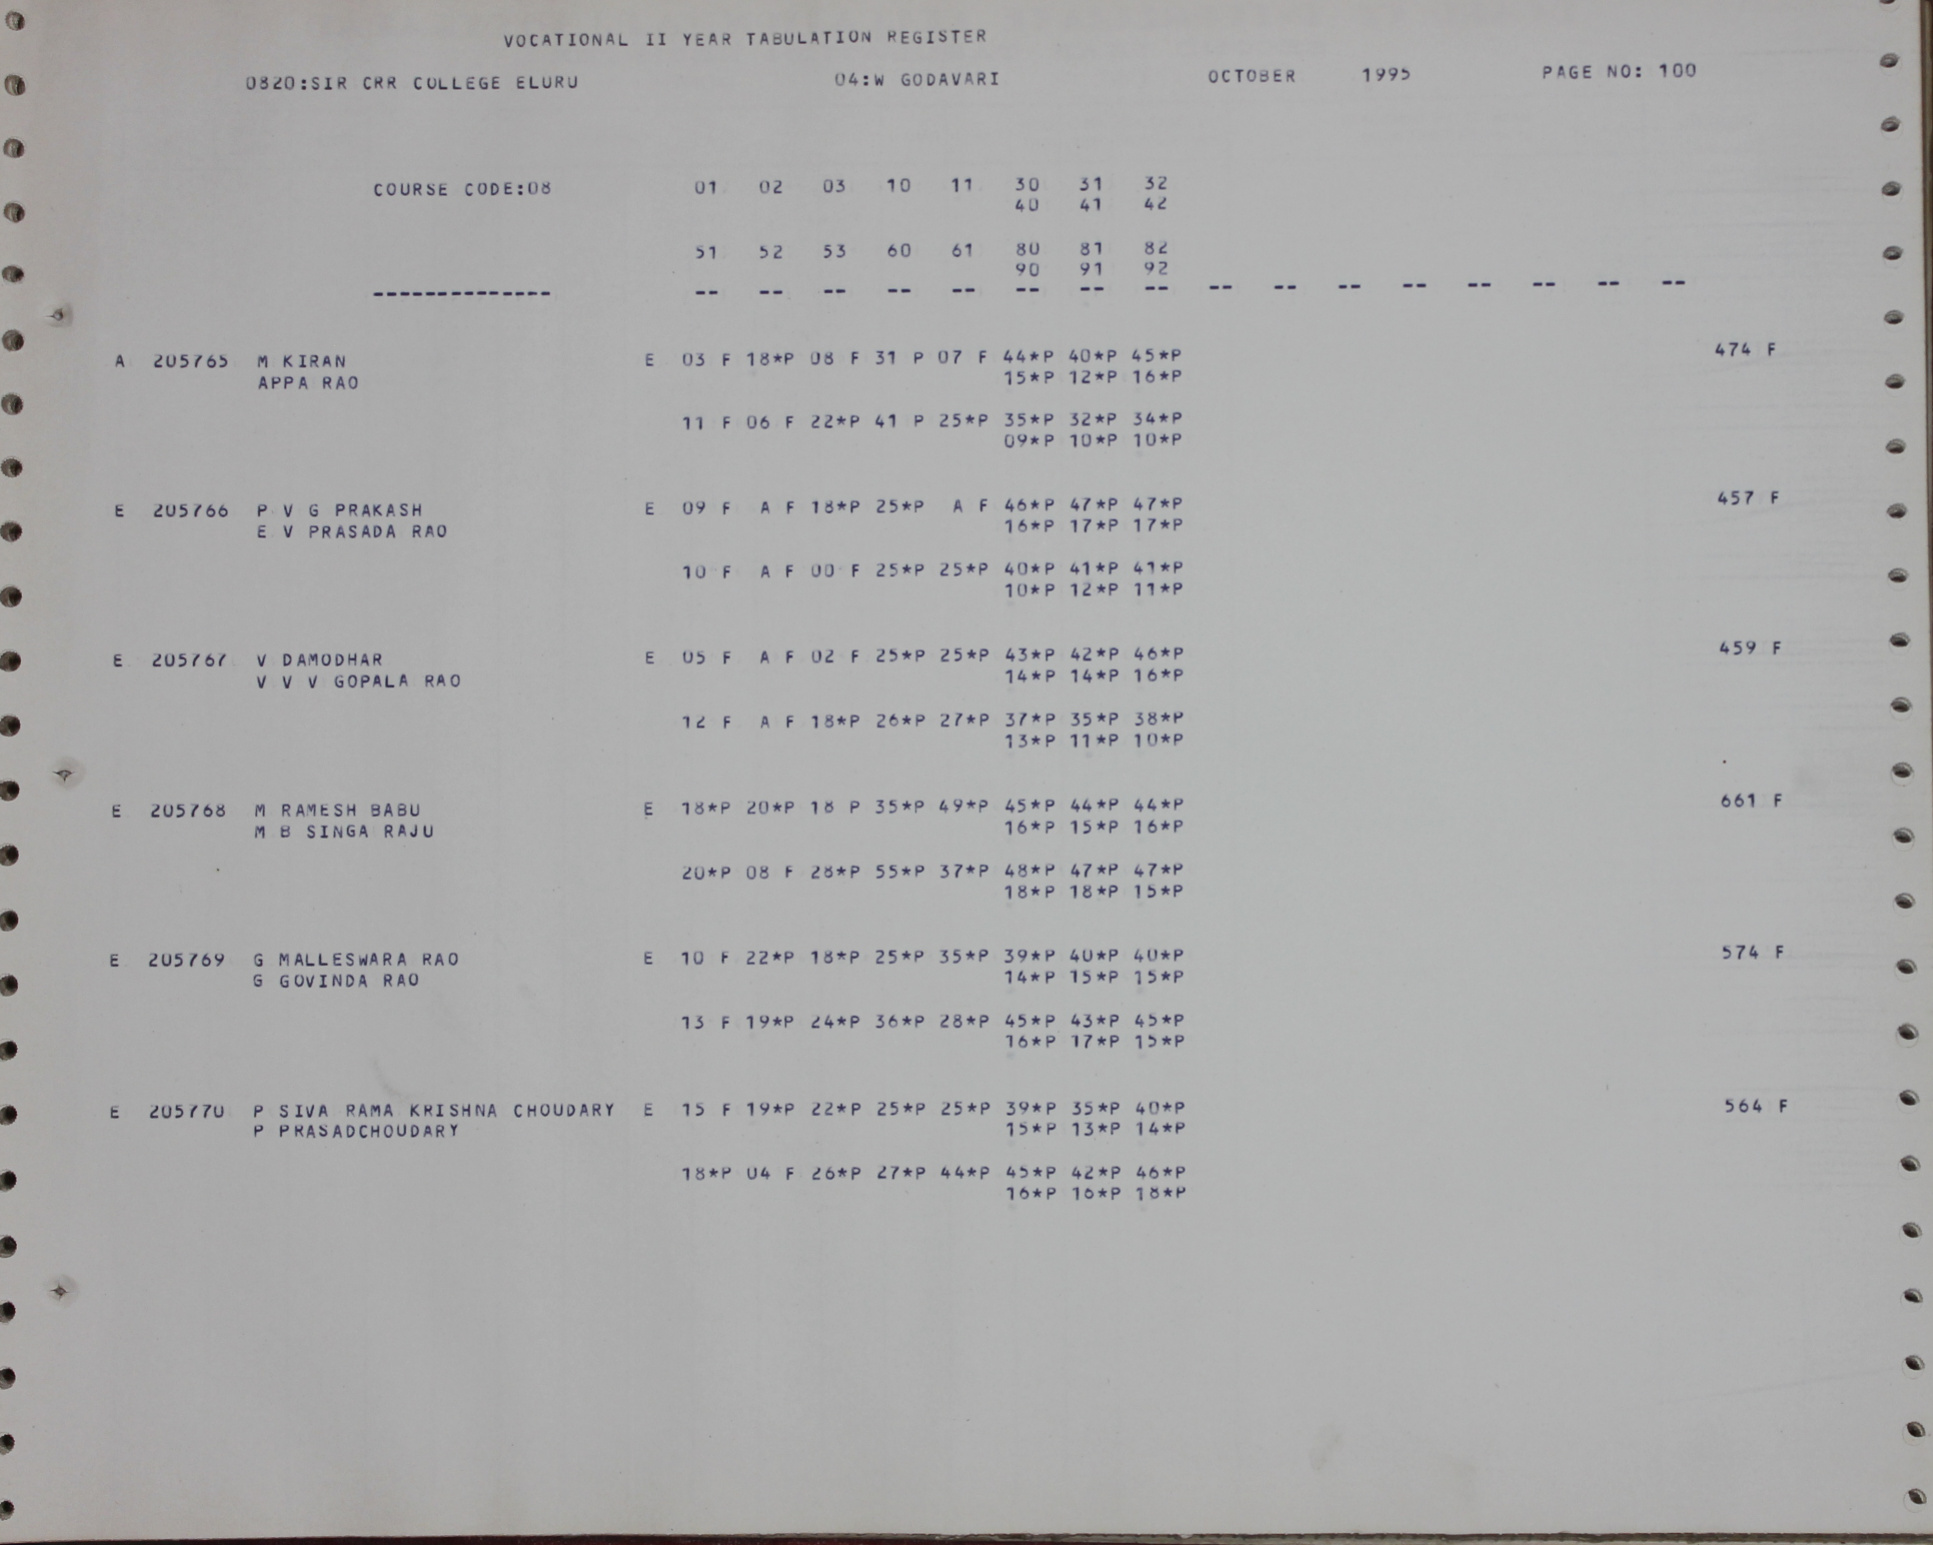 VOCATIONAL II YEAR TABULATION REGISTER
0820:SIR CRR COLLEGE ELURU 04:W GODAVARI OCTOBER 1995 PAGE NO: 100
COURSE CODE:08 01 02 03 10 11 30 31 32
40 41 42
51 52 53 60 61 80 81 82
90 91 92
-------------- -- -- -- -- -- -- -- -- -- -- -- -- -- -- -- --
A 205765 M KIRAN E 03 F 18*P 08 F 31 P 07 F 44*P 40*P 45*P 474 F
APPA RAO 15*P 12*P 16*P
11 F 06 F 22*P 41 P 25*P 35*P 32*P 34*P
09*P 10*P 10*P
E 205766 P V G PRAKASH E 09 F A F 18*P 25*P A F 46*P 47*P 47*P 457 F
E V PRASADA RAO 16*P 17*P 17*P
10 F A F 00 F 25*P 25*P 40*P 41*P 41*P
10*P 12*P 11*P
E 205767 V DAMODHAR E 05 F A F 02 F 25*P 25*P 43*P 42*P 46*P 459 F
V V V GOPALA RAO 14*P 14*P 16*P
12 F A F 18*P 26*P 27*P 37*P 35*P 38*P
13*P 11*P 10*P
E 205768 M RAMESH BABU E 18*P 20*P 18 P 35*P 49*P 45*P 44*P 44*P 661 F
M B SINGA RAJU 16*P 15*P 16*P
20*P 08 F 28*P 55*P 37*P 48*P 47*P 47*P
18*P 18*P 15*P
E 205769 G MALLESWARA RAO E 10 F 22*P 18*P 25*P 35*P 39*P 40*P 40*P 574 F
G GOVINDA RAO 14*P 15*P 15*P
13 F 19*P 24*P 36*P 28*P 45*P 43*P 45*P
16*P 17*P 15*P
E 205770 P SIVA RAMA KRISHNA CHOUDARY E 15 F 19*P 22*P 25*P 25*P 39*P 35*P 40*P 564 F
P PRASADCHOUDARY 15*P 13*P 14*P
18*P 04 F 26*P 27*P 44*P 45*P 42*P 46*P
16*P 16*P 18*P